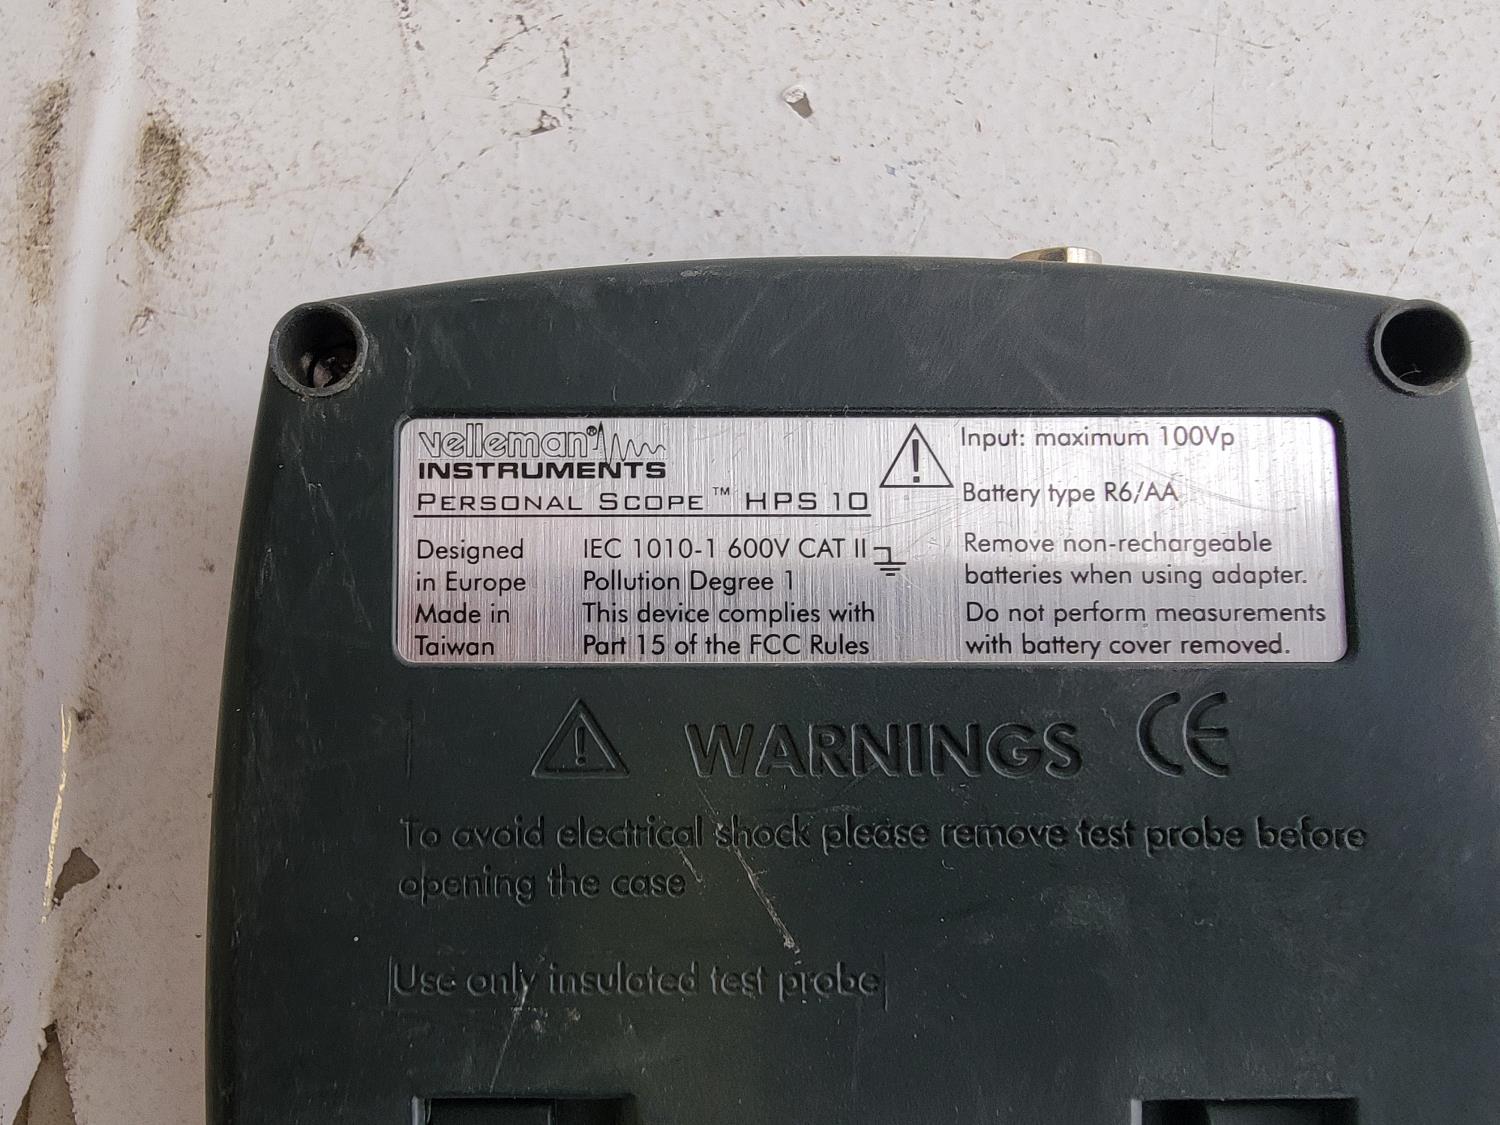 velleman®
INSTRUMENTS
PERSONAL SCOPE™ HPS 10
Designed
in Europe
Made in
Taiwan
IEC 1010-1 600V CAT II
Pollution Degree 1
This device complies with
Part 15 of the FCC Rules
Input: maximum 100Vp
Battery type R6/AA
Remove non-rechargeable
batteries when using adapter.
Do not perform measurements
with battery cover removed.
WARNINGS CE
To avoid electrical shock please remove test probe before
opening the case
Use only insulated test probe